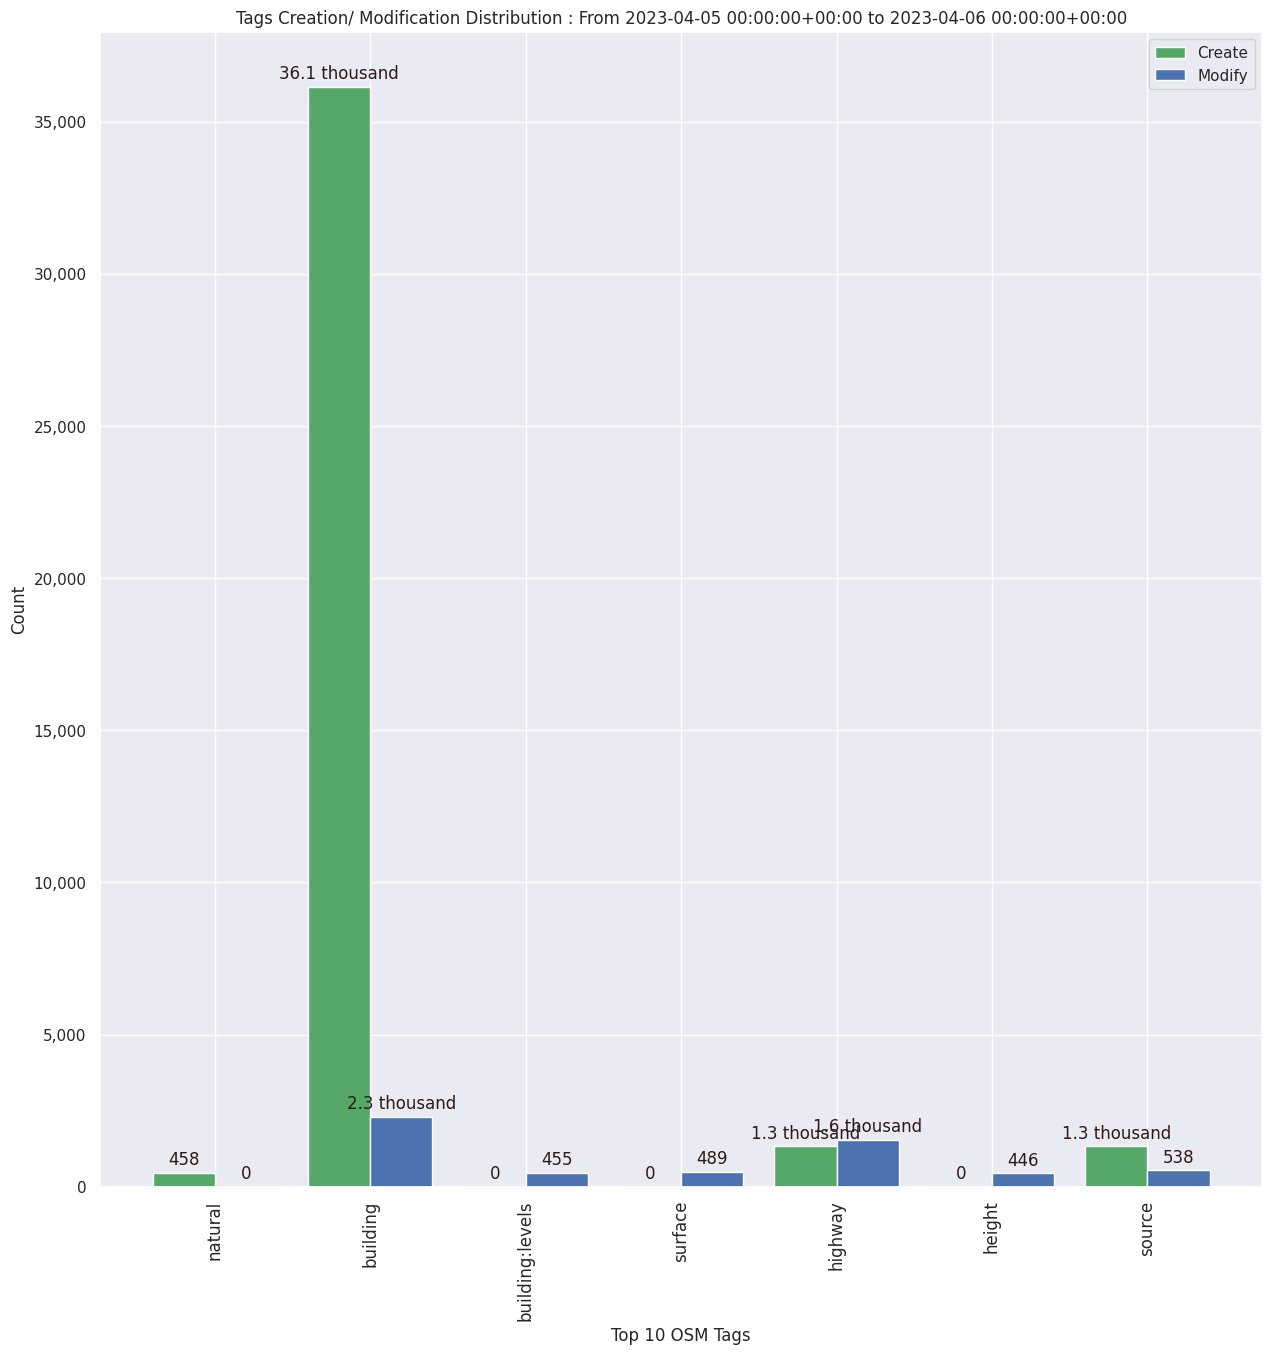 Tags Creation/ Modification Distribution : From 2023-04-05 00:00:00+00:00 to 2023-04-06 00:00:00+00:00
Create
Modify
36.1 thousand
35,000
30,000
25,000
20,000
15,000
10,000
5,000
0
Count
458
0
2.3 thousand
0
455
0
489
1.3 thousand
1.6 thousand
0
446
1.3 thousand
538
natural
building
building:levels
surface
highway
height
source
Top 10 OSM Tags